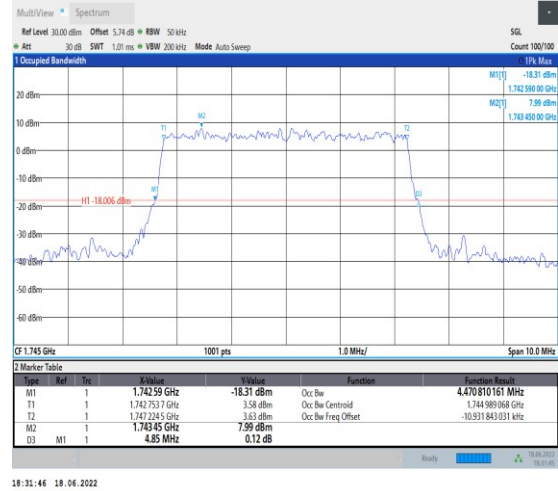 MultiView Spectrum
Ref Level 30.00 dBm Offset 5.74 dB RBW 50 kHz SGL
Att 30 dB SWT 1.01 ms VBW 200 kHz Mode Auto Sweep Count 100/100
1 Occupied Bandwidth 1Pk Max
M1[1] -18.31 dBm
1.742 590 00 GHz
M2[1] 7.99 dBm
1.743 450 00 GHz
20 dBm
10 dBm
M2
T1 T2
0 dBm
-10 dBm
M1 D3
H1 -18.006 dBm
-20 dBm
-30 dBm
-40 dBm
-50 dBm
-60 dBm
CF 1.745 GHz 1001 pts 1.0 MHz/ Span 10.0 MHz
2 Marker Table
Type Ref Trc X-Value Y-Value Function Function Result
M1 1 1.742 59 GHz -18.31 dBm Occ Bw 4.470 810 161 MHz
T1 1 1.742 753 7 GHz 3.58 dBm Occ Bw Centroid 1.744 989 068 GHz
T2 1 1.747 224 5 GHz 3.63 dBm Occ Bw Freq Offset -10.931 843 031 kHz
M2 1 1.743 45 GHz 7.99 dBm
D3 M1 1 4.85 MHz 0.12 dB
Ready 18.06.2022
18:31:45
18:31:46 18.06.2022